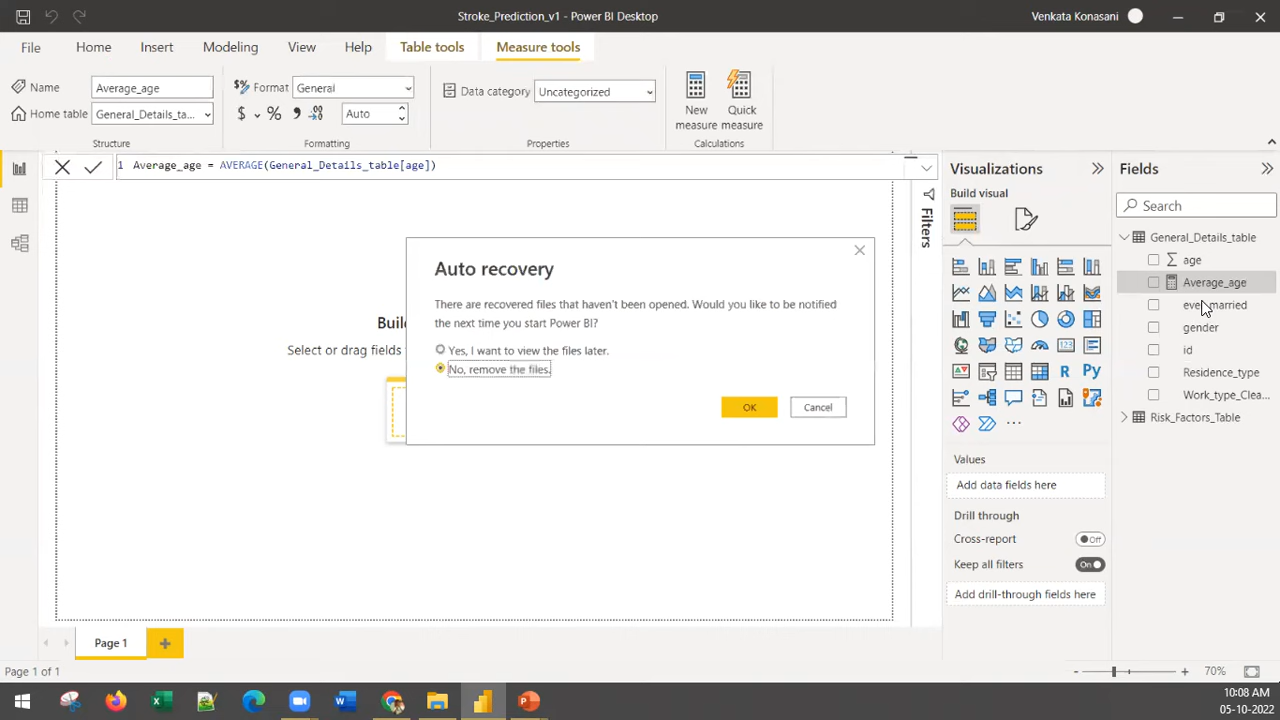 Stroke_Prediction_v1 - Power BI Desktop
Venkata Konasani
File Home Insert Modeling View Help Table tools Measure tools
Name Average_age
Home table General_Details_ta...
Structure
Format General
$ % , Auto
Formatting
Data category Uncategorized
Properties
New measure
Quick measure
Calculations
1 Average_age = AVERAGE(General_Details_table[age])
Filters
Select or drag fields
Auto recovery
There are recovered files that haven't been opened. Would you like to be notified
the next time you start Power BI?
Yes, I want to view the files later.
No, remove the files.
OK Cancel
Visualizations
Build visual
R Py
Values
Add data fields here
Drill through
Cross-report Off
Keep all filters On
Add drill-through fields here
Fields
Search
General_Details_table
age
Average_age
gender
id
Residence_type
Work_type_Clea...
Risk_Factors_Table
Page 1
Page 1 of 1
70%
10:08 AM
05-10-2022